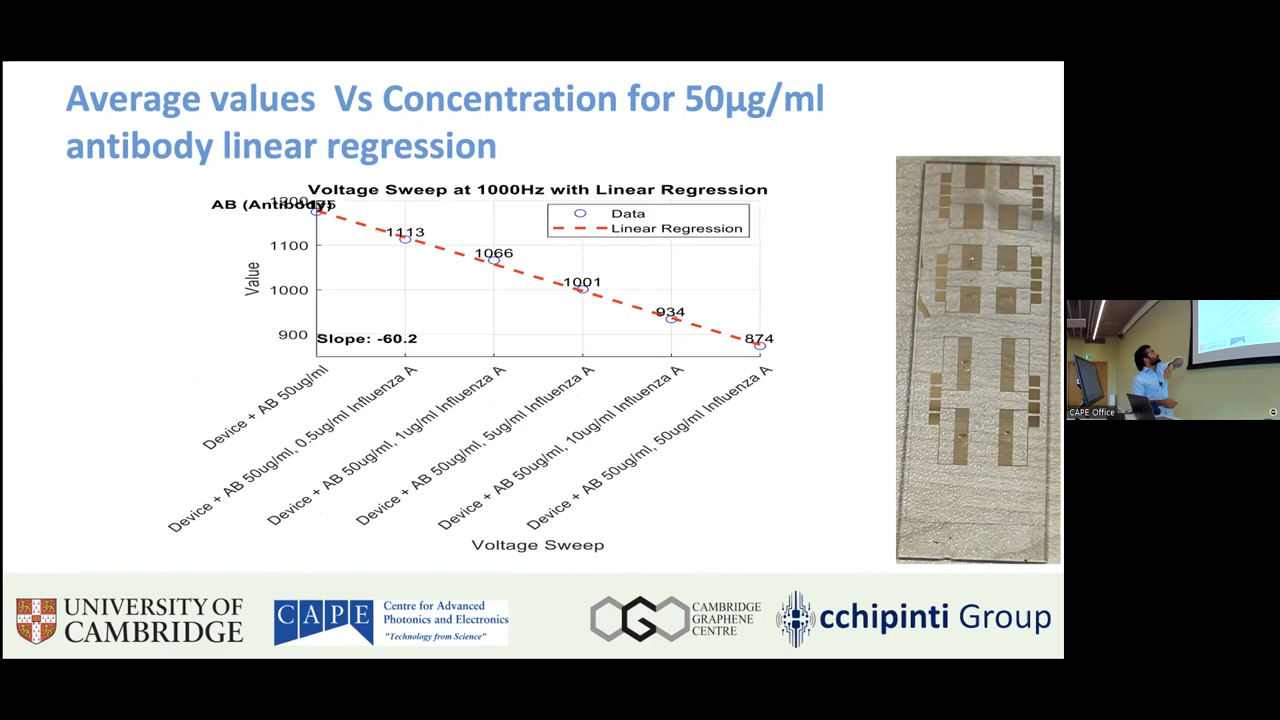 Average values Vs Concentration for 50µg/ml
antibody linear regression
Voltage Sweep at 1000Hz with Linear Regression
AB (Antibody)
Data
Linear Regression
1200
1100
1000
900
Value
1113
1066
1001
934
874
Slope: -60.2
Device + AB 50ug/ml
Device + AB 50ug/ml, 0.5ug/ml Influenza A
Device + AB 50ug/ml, 1ug/ml Influenza A
Device + AB 50ug/ml, 5ug/ml Influenza A
Device + AB 50ug/ml, 10ug/ml Influenza A
Device + AB 50ug/ml, 50ug/ml Influenza A
Voltage Sweep
UNIVERSITY OF
CAMBRIDGE
CAPE
Centre for Advanced
Photonics and Electronics
"Technology from Science"
CAMBRIDGE
GRAPHENE
CENTRE
cchipinti Group
CAPE Office